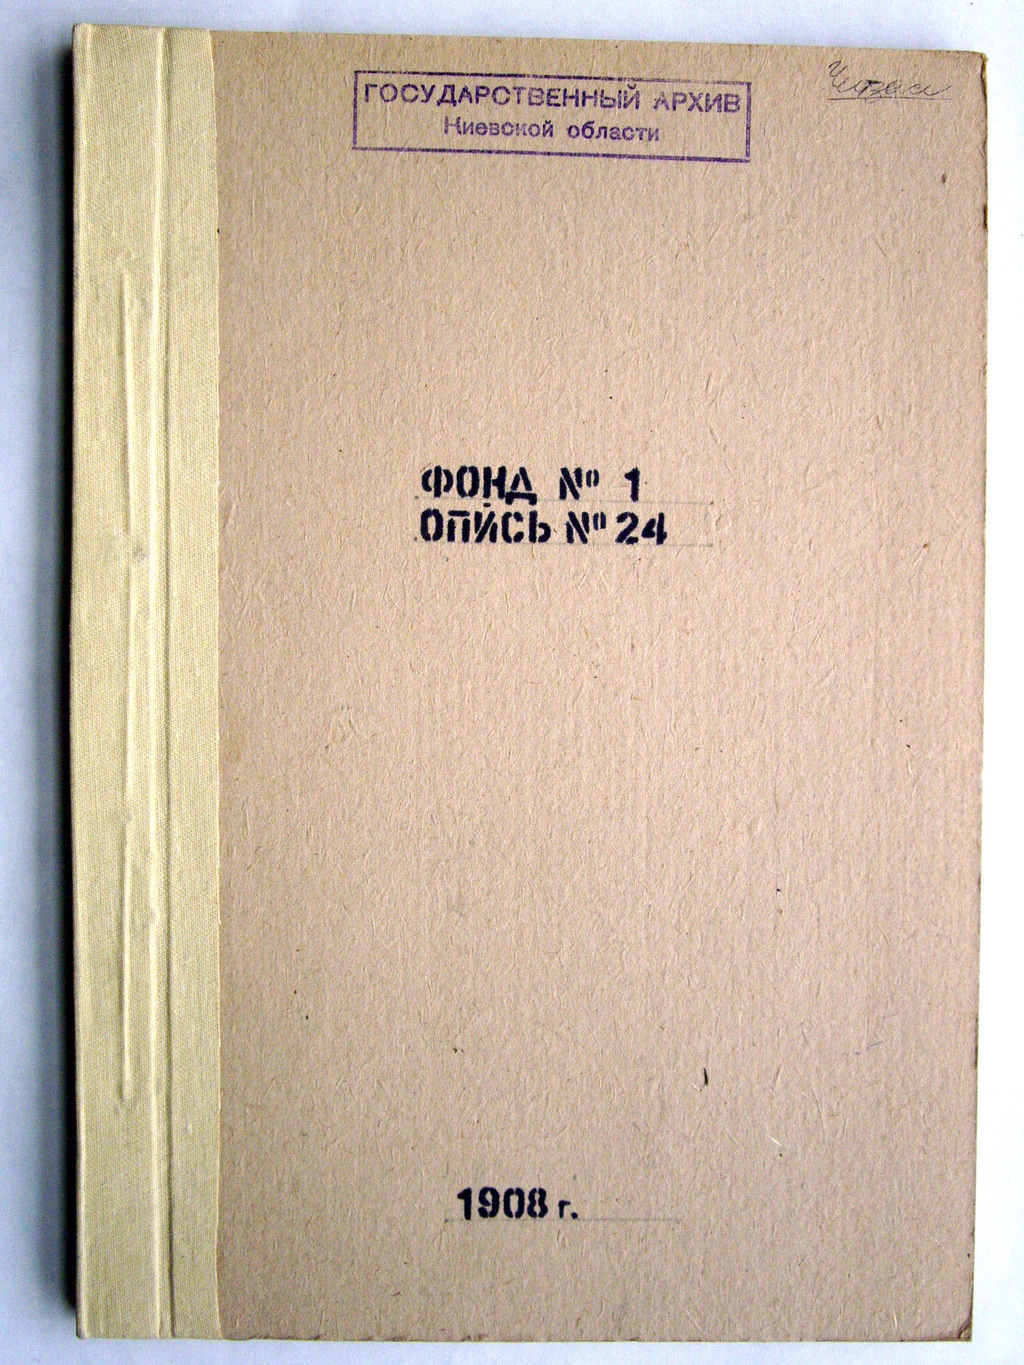 ГОСУДАРСТВЕННЫЙ АРХИВ
Киевской области
ФОНД № 1
ОПИСЬ № 24
1908 г.